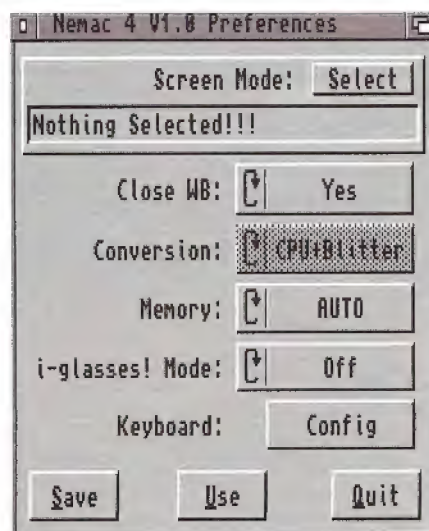 Nemac 4 V1.0 Preferences
Screen Mode: Select
Nothing Selected!!!
Close WB: Yes
Conversion: CPU+Blitter
Memory: AUTO
i-glasses! Mode: Off
Keyboard: Config
Save Use Quit